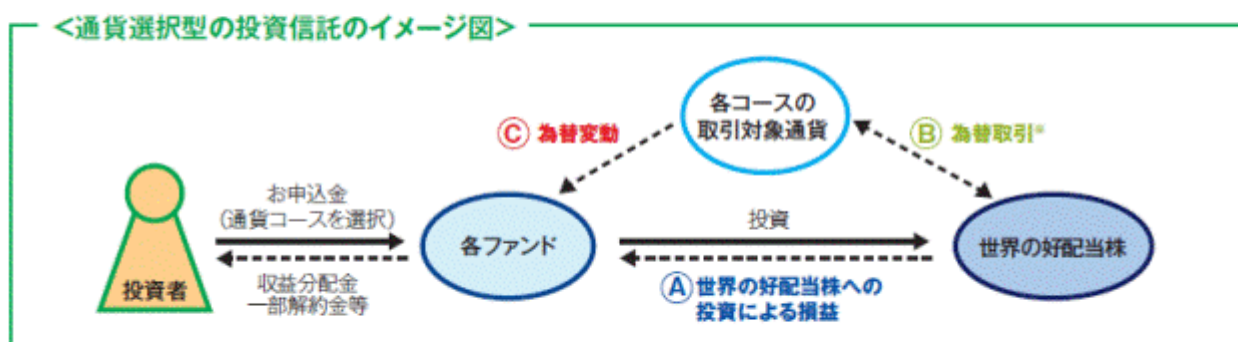 ＜通貨選択型の投資信託のイメージ図＞
各コースの
取引対象通貨
Ⓒ 為替変動
Ⓑ 為替取引※
お申込金
（通貨コースを選択）
投資
投資者
各ファンド
世界の好配当株
収益分配金
一部解約金等
Ⓐ 世界の好配当株への
投資による損益